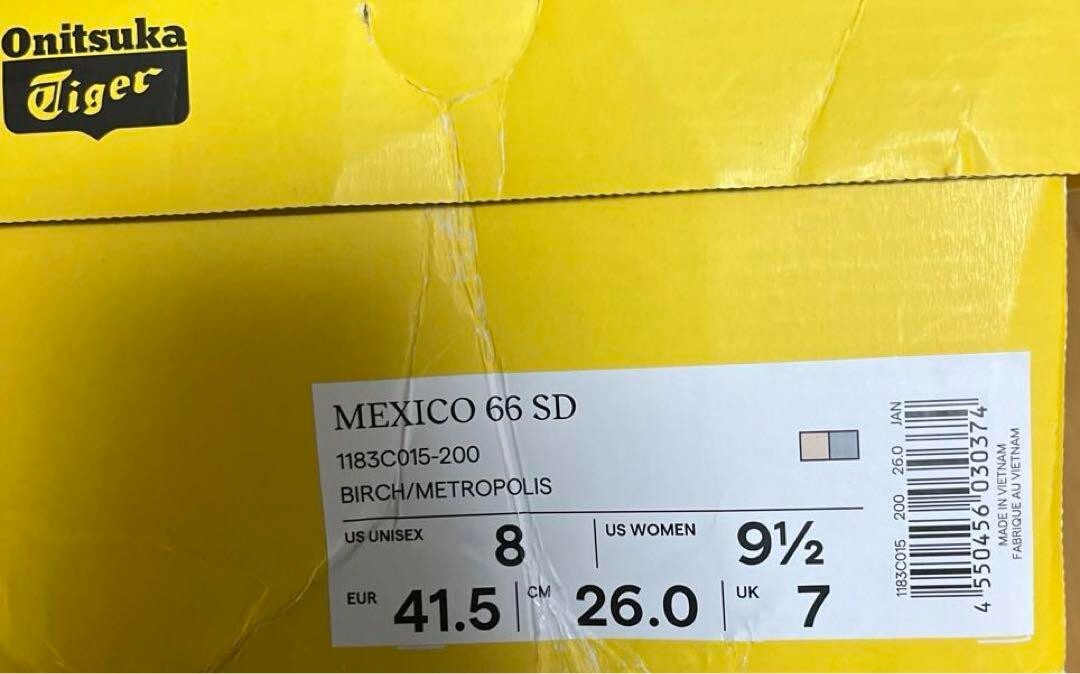 Onitsuka
Tiger
MEXICO 66 SD
1183C015-200
BIRCH/METROPOLIS
US UNISEX 8 US WOMEN 9½
EUR 41.5 CM 26.0 UK 7
1183C015 200 26.0 JAN
4 550456 030374
MADE IN VIETNAM
FABRIQUE AU VIETNAM